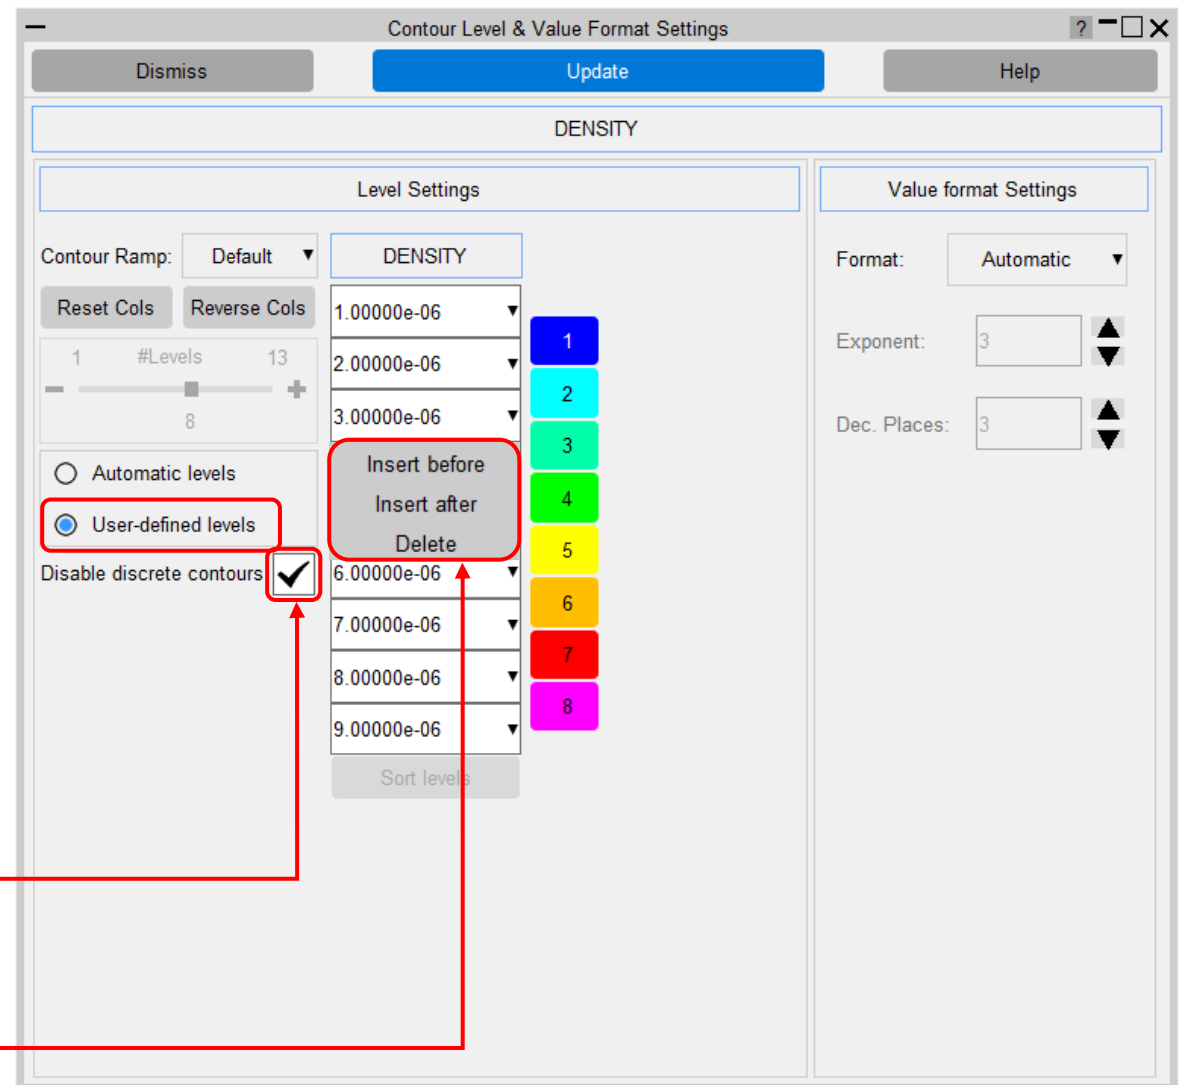 Contour Level & Value Format Settings ?
Dismiss Update Help
DENSITY
Level Settings
Value format Settings
Contour Ramp: Default
DENSITY
Format: Automatic
Reset Cols Reverse Cols
1.00000e-06
1
Exponent: 3
1 #Levels 13
2.00000e-06
2
8
3.00000e-06
3
Dec. Places: 3
Automatic levels
Insert before
Insert after
Delete
4
User-defined levels
5
Disable discrete contours
6.00000e-06
6
7.00000e-06
7
8.00000e-06
8
9.00000e-06
Sort levels